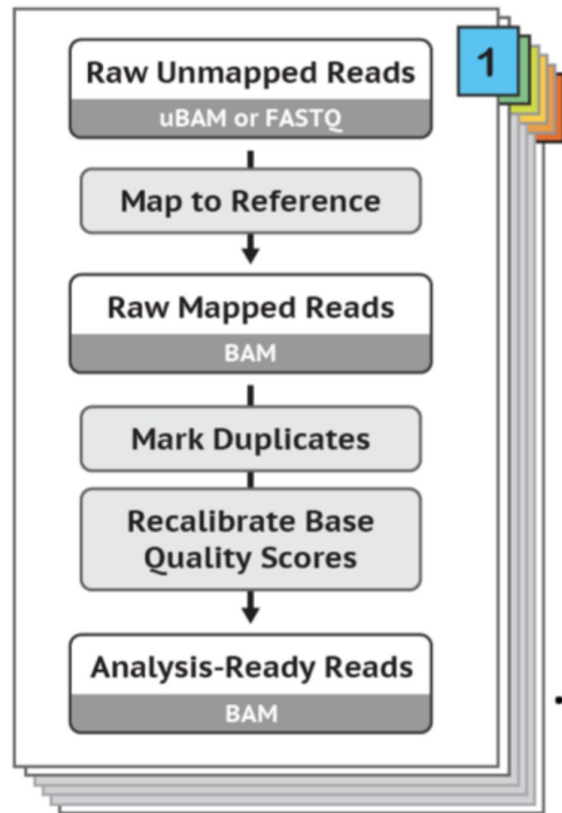 1
Raw Unmapped Reads
uBAM or FASTQ
Map to Reference
Raw Mapped Reads
BAM
Mark Duplicates
Recalibrate Base
Quality Scores
Analysis-Ready Reads
BAM